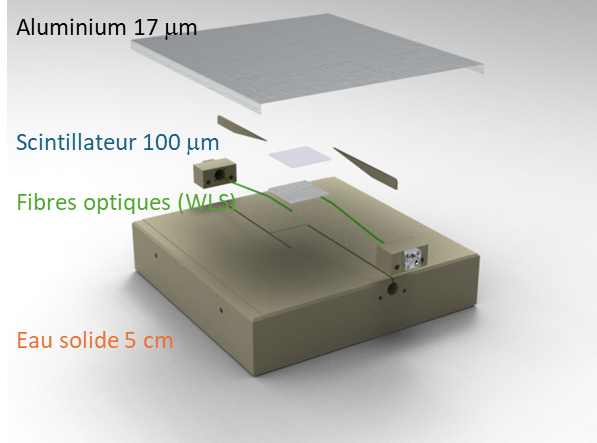 Aluminium 17 µm
Scintillateur 100 µm
Fibres optiques (WLS)
Eau solide 5 cm